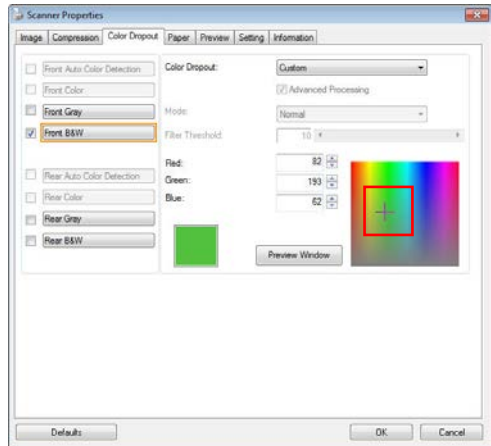 Scanner Properties
Image Compression Color Dropout Paper Preview Setting Information
Front Auto Color Detection
Front Color
Front Gray
Front B&W
Rear Auto Color Detection
Rear Color
Rear Gray
Rear B&W
Color Dropout: Custom
Advanced Processing
Mode: Normal
Filter Threshold: 10
Red: 82
Green: 193
Blue: 62
Preview Window
Defaults OK Cancel